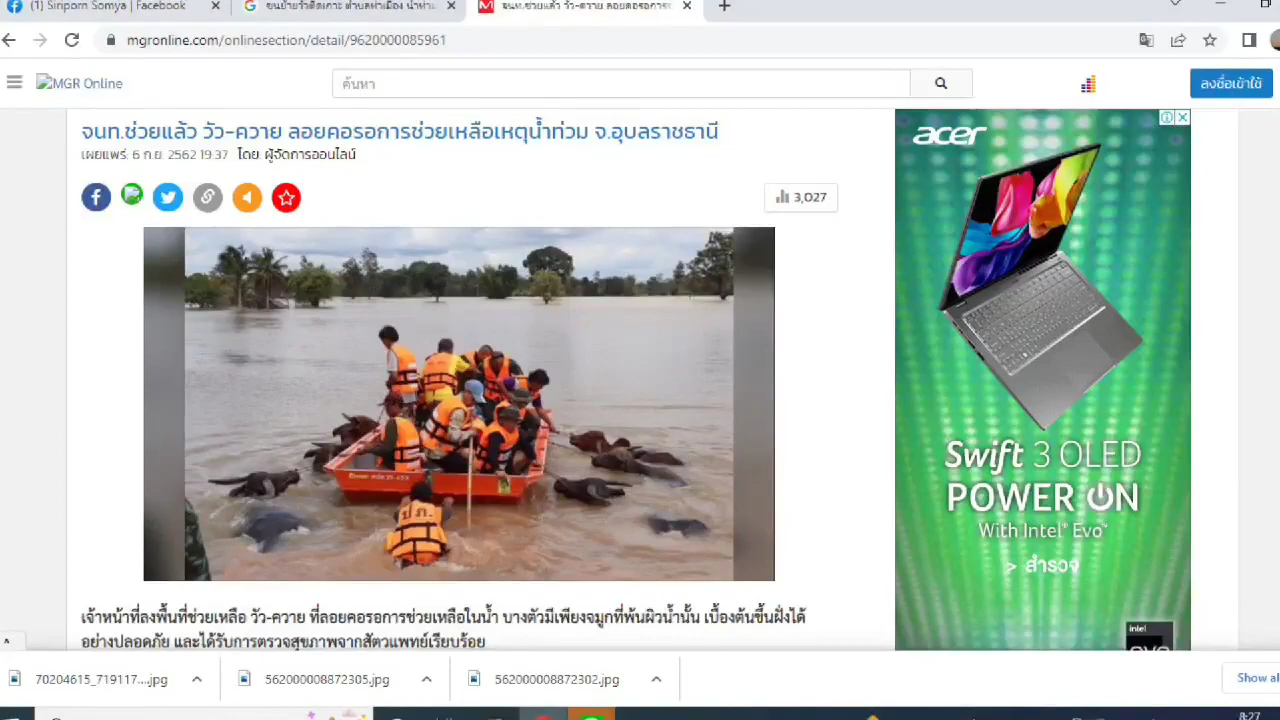 (1) Siriporn Somya | Facebook
mgronline.com/onlinesection/detail/9620000085961
MGR Online
ค้นหา
ลงชื่อเข้าใช้
จนท.ช่วยแล้ว วัว-ควาย ลอยคอรอการช่วยเหลือเหตุน้ำท่วม จ.อุบลราชธานี
เผยแพร่: 6 ก.ย. 2562 19:37 โดย: ผู้จัดการออนไลน์
3,027
ปภ.
เจ้าหน้าที่ลงพื้นที่ช่วยเหลือ วัว-ควาย ที่ลอยคอรอการช่วยเหลือในน้ำ บางตัวมีเพียงจมูกที่พ้นผิวน้ำนั้น เบื้องต้นขึ้นฝั่งได้
อย่างปลอดภัย และได้รับการตรวจสุขภาพจากสัตวแพทย์เรียบร้อย
acer
Swift 3 OLED
POWER ON
With Intel® Evo™
> สำรวจ
intel
evo
70204615_719117....jpg
562000008872305.jpg
562000008872302.jpg
Show al
8:27